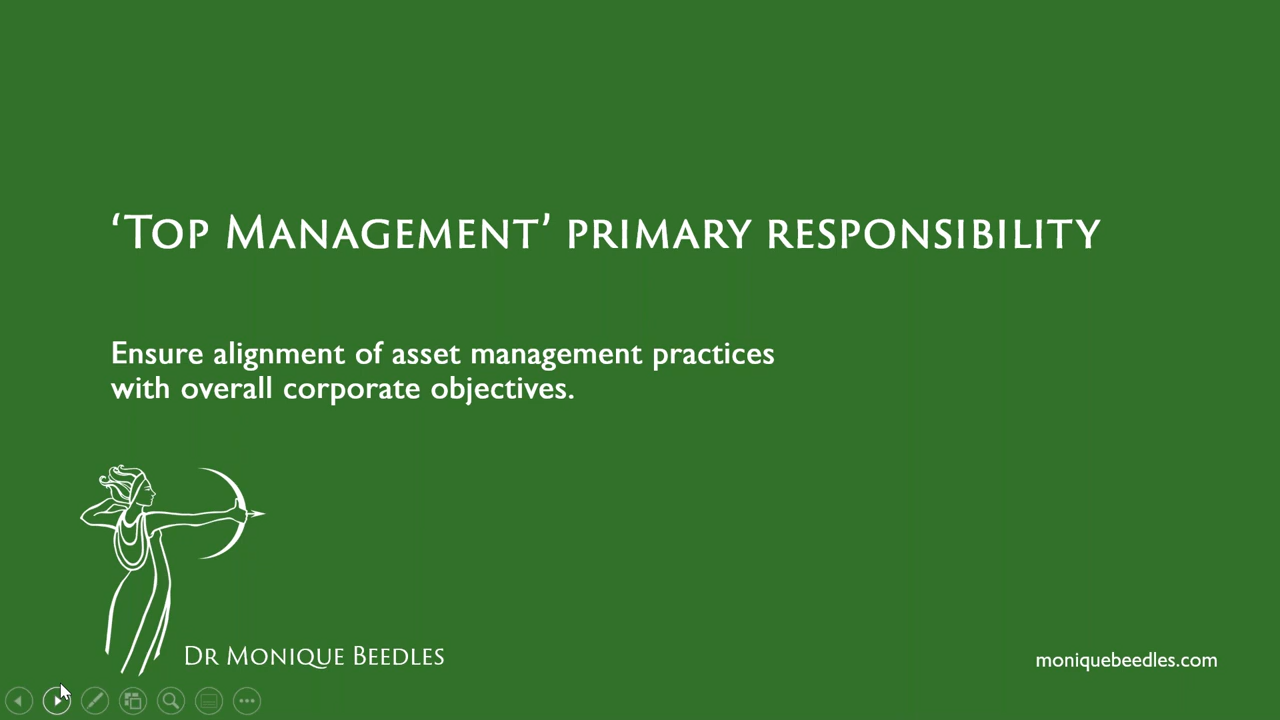 ‘Top Management’ primary responsibility
Ensure alignment of asset management practices
with overall corporate objectives.
Dr Monique Beedles
moniquebeedles.com